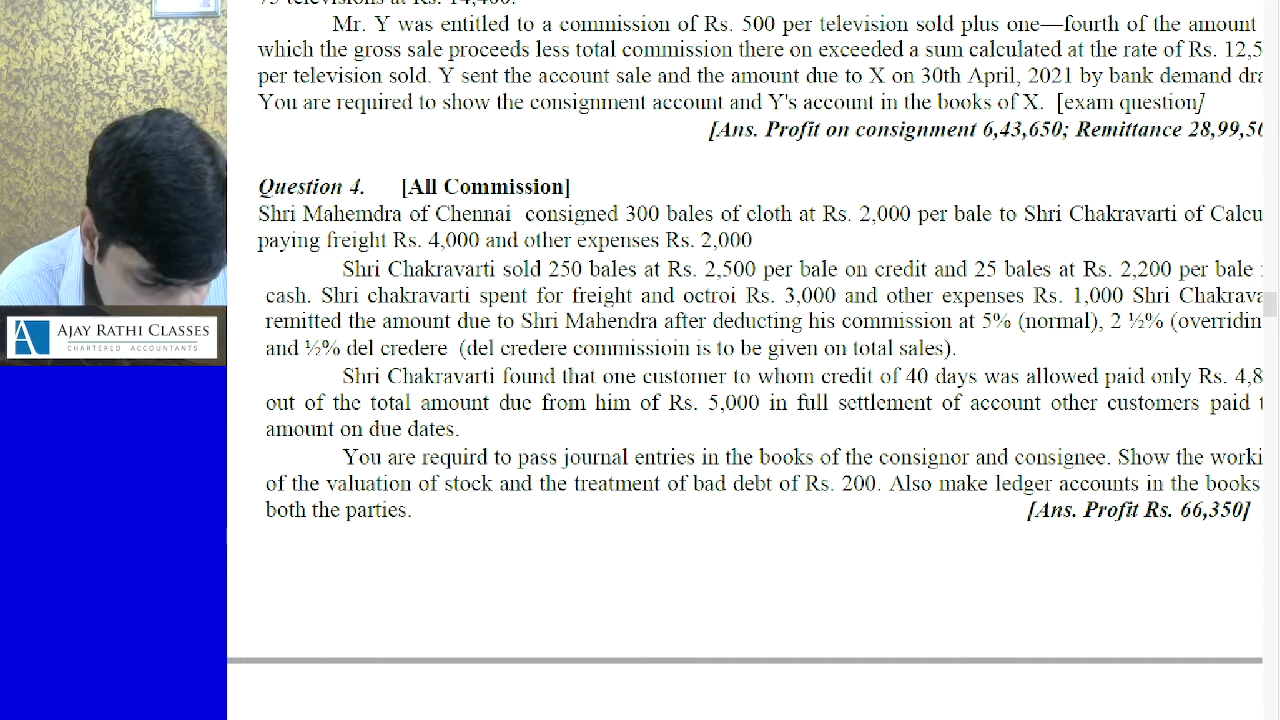 Mr. Y was entitled to a commission of Rs. 500 per television sold plus one—fourth of the amount
which the gross sale proceeds less total commission there on exceeded a sum calculated at the rate of Rs. 12,5
per television sold. Y sent the account sale and the amount due to X on 30th April, 2021 by bank demand dra
You are required to show the consignment account and Y's account in the books of X. [exam question]
[Ans. Profit on consignment 6,43,650; Remittance 28,99,50
Question 4. [All Commission]
Shri Mahemdra of Chennai consigned 300 bales of cloth at Rs. 2,000 per bale to Shri Chakravarti of Calcu
paying freight Rs. 4,000 and other expenses Rs. 2,000
Shri Chakravarti sold 250 bales at Rs. 2,500 per bale on credit and 25 bales at Rs. 2,200 per bale
cash. Shri chakravarti spent for freight and octroi Rs. 3,000 and other expenses Rs. 1,000 Shri Chakrava
remitted the amount due to Shri Mahendra after deducting his commission at 5% (normal), 2 ½% (overridin
and ½% del credere (del credere commissioin is to be given on total sales).
Shri Chakravarti found that one customer to whom credit of 40 days was allowed paid only Rs. 4,8
out of the total amount due from him of Rs. 5,000 in full settlement of account other customers paid t
amount on due dates.
You are requird to pass journal entries in the books of the consignor and consignee. Show the worki
of the valuation of stock and the treatment of bad debt of Rs. 200. Also make ledger accounts in the books
both the parties. [Ans. Profit Rs. 66,350]
AJAY RATHI CLASSES
CHARTERED ACCOUNTANTS